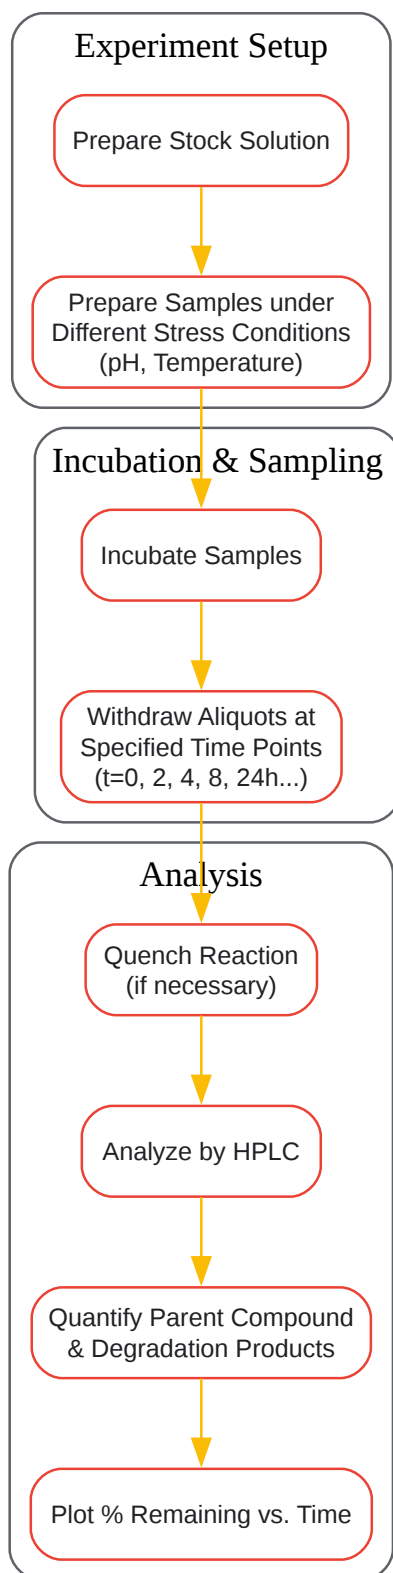 Experiment Setup
Prepare Stock Solution
Prepare Samples under
Different Stress Conditions
(pH, Temperature)
Incubation & Sampling
Incubate Samples
Withdraw Aliquots at
Specified Time Points
(t=0, 2, 4, 8, 24h...)
Analysis
Quench Reaction
(if necessary)
Analyze by HPLC
Quantify Parent Compound
& Degradation Products
Plot % Remaining vs. Time